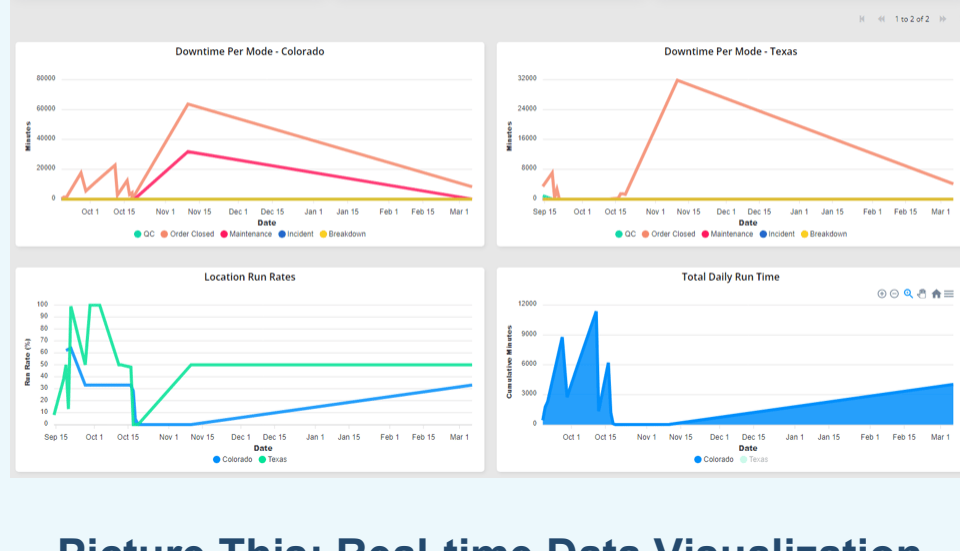 1 to 2 of 2
Downtime Per Mode - Colorado
80000
60000
40000
20000
0
Minutes
Oct 1 Oct 15 Nov 1 Nov 15 Dec 1 Dec 15 Jan 1 Jan 15 Feb 1 Feb 15 Mar 1
Date
QC Order Closed Maintenance Incident Breakdown
Downtime Per Mode - Texas
32000
24000
16000
8000
0
Minutes
Sep 15 Oct 1 Oct 15 Nov 1 Nov 15 Dec 1 Dec 15 Jan 1 Jan 15 Feb 1 Feb 15 Mar 1
Date
QC Order Closed Maintenance Incident Breakdown
Location Run Rates
100
90
80
70
60
50
40
30
20
10
0
Run Rate (%)
Sep 15 Oct 1 Oct 15 Nov 1 Nov 15 Dec 1 Dec 15 Jan 1 Jan 15 Feb 1 Feb 15 Mar 1
Date
Colorado Texas
Total Daily Run Time
12000
9000
6000
3000
0
Cumulative Minutes
Oct 1 Oct 15 Nov 1 Nov 15 Dec 1 Dec 15 Jan 1 Jan 15 Feb 1 Feb 15 Mar 1
Date
Colorado Texas
Picture This: Real-time Data Visualization